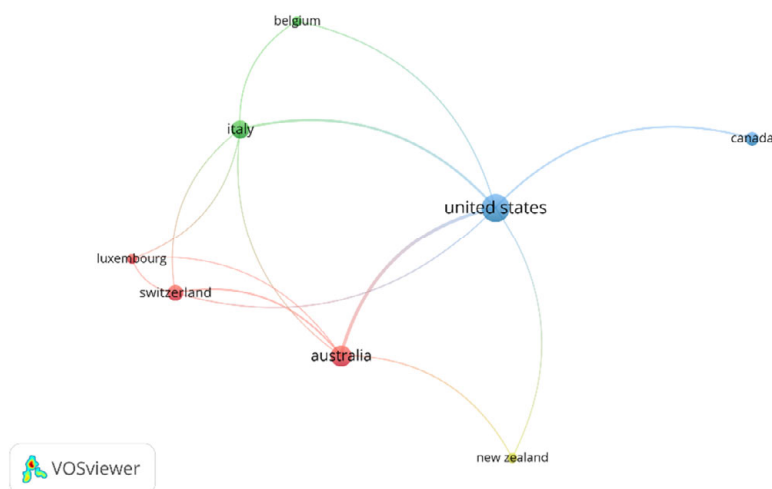 belgium
italy
canada
united states
luxembourg
switzerland
australia
new zealand
VOSviewer